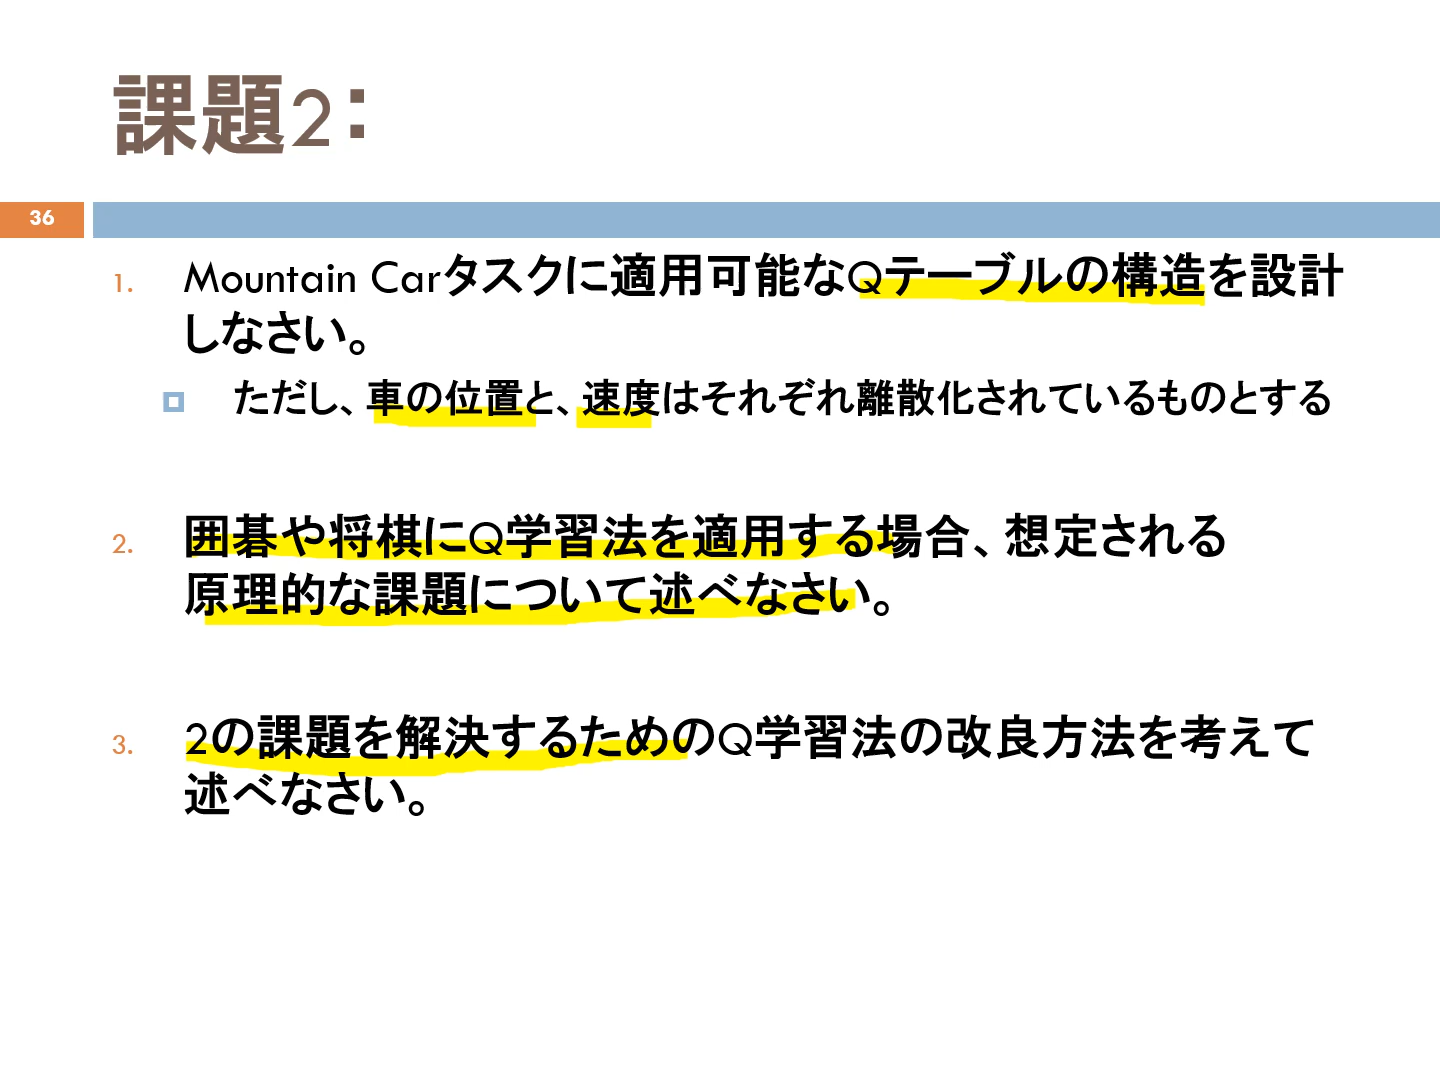 課題2：
36
1. Mountain Carタスクに適用可能なQテーブルの構造を設計
しなさい。
ただし、車の位置と、速度はそれぞれ離散化されているものとする
2. 囲碁や将棋にQ学習法を適用する場合、想定される
原理的な課題について述べなさい。
3. 2の課題を解決するためのQ学習法の改良方法を考えて
述べなさい。